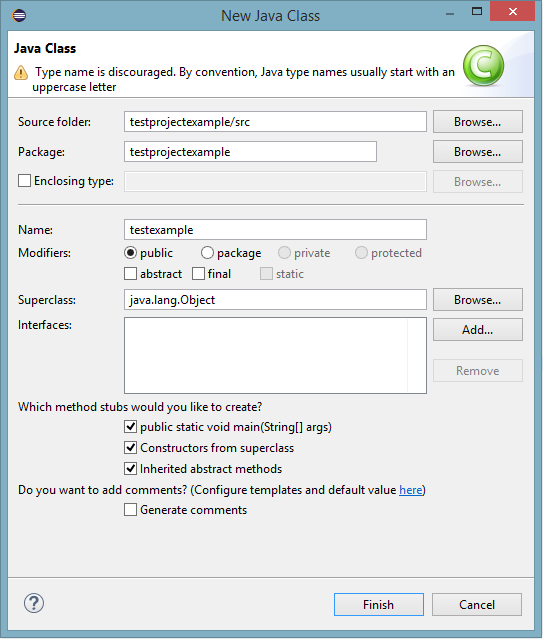 New Java Class
Java Class
Type name is discouraged. By convention, Java type names usually start with an
uppercase letter
Source folder: testprojectexample/src Browse...
Package: testprojectexample Browse...
Enclosing type: Browse...
Name: testexample
Modifiers: public package private protected
abstract final static
Superclass: java.lang.Object Browse...
Interfaces: Add...
Remove
Which method stubs would you like to create?
public static void main(String[] args)
Constructors from superclass
Inherited abstract methods
Do you want to add comments? (Configure templates and default value here)
Generate comments
Finish Cancel